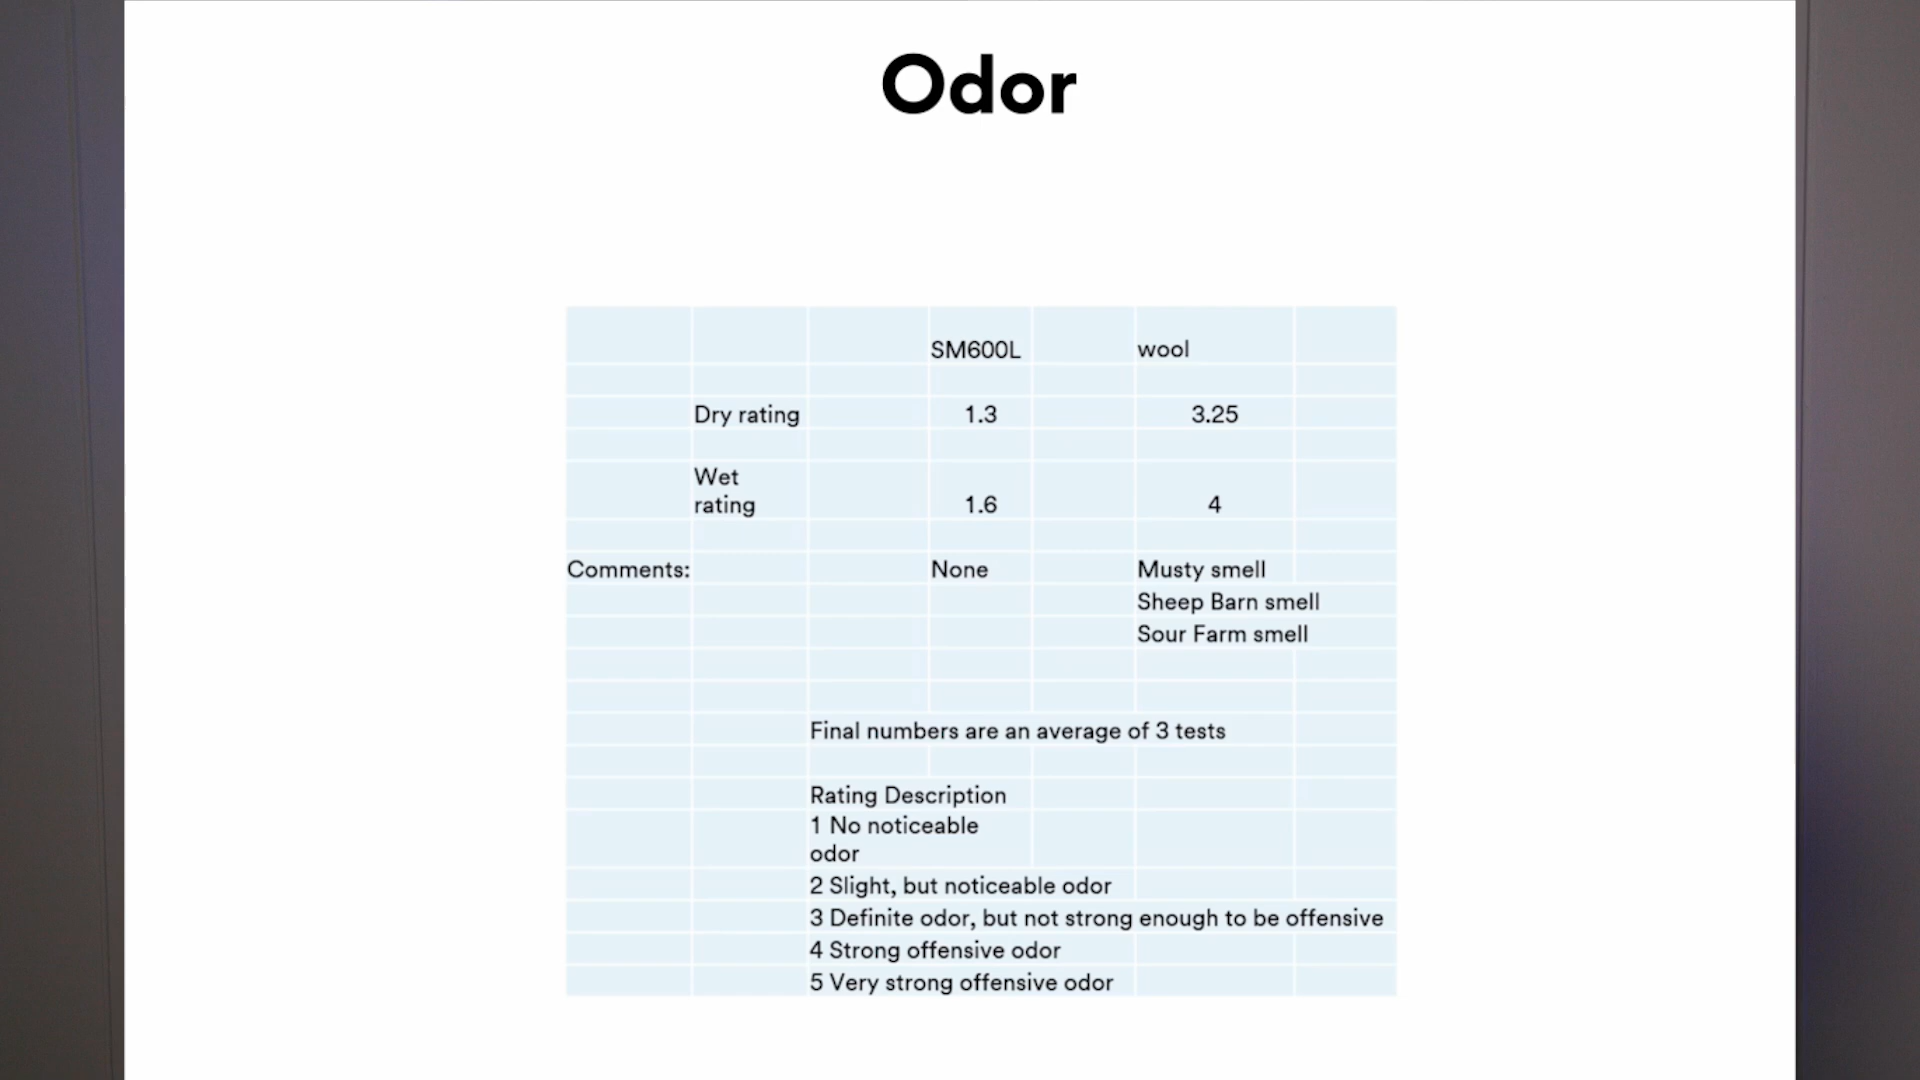 Odor
SM600L wool
Dry rating 1.3 3.25
Wet
rating 1.6 4
Comments: None Musty smell
Sheep Barn smell
Sour Farm smell
Final numbers are an average of 3 tests
Rating Description
1 No noticeable
odor
2 Slight, but noticeable odor
3 Definite odor, but not strong enough to be offensive
4 Strong offensive odor
5 Very strong offensive odor